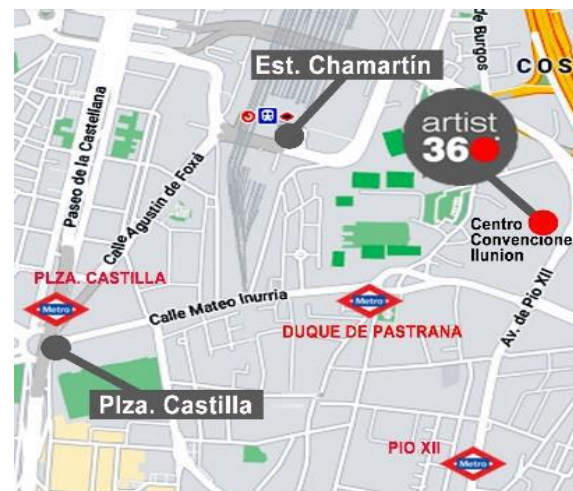 de Burgos
COS
Est. Chamartín
artist
360
Paseo de la Castellana
Calle Agustín de Foxá
Centro
Convencione
Ilunion
PLZA. CASTILLA
Metro
Calle Mateo Inurria
Metro
DUQUE DE PASTRANA
Av. de Pío XII
Plza. Castilla
PIO XII
Metro